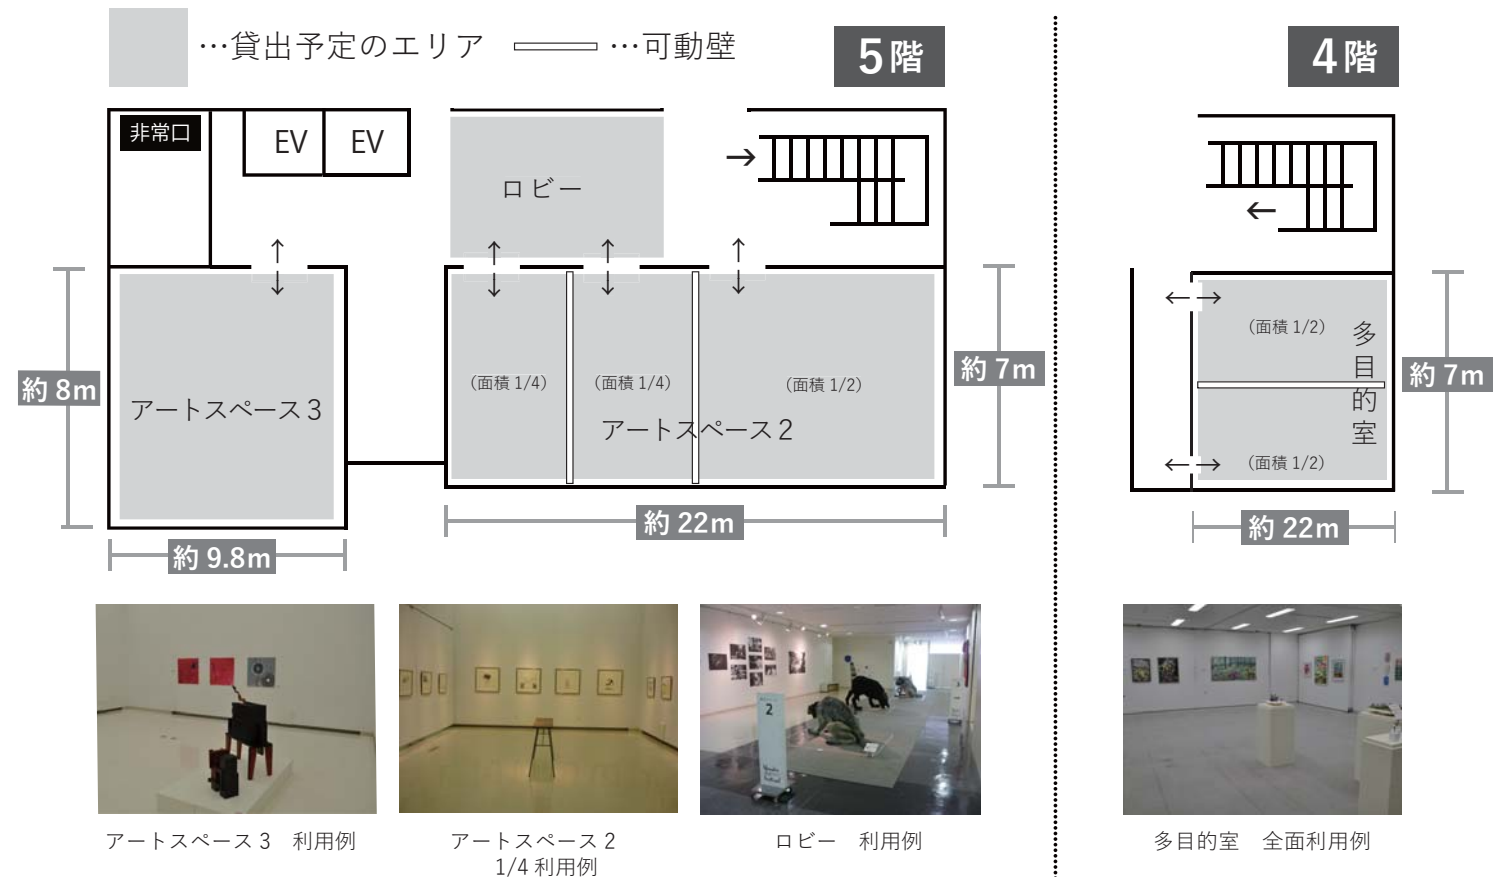 …貸出予定のエリア
…可動壁
5階
4階
非常口
EV
EV
ロビー
→
←
↑
↓
↑
↓
↑
↓
↑
↓
←→
←→
約 8m
アートスペース３
(面積 1/4)
(面積 1/4)
(面積 1/2)
アートスペース２
約 7m
(面積 1/2)
多目的室
(面積 1/2)
約 7m
約 9.8m
約 22m
約 22m
2
アートスペース３　利用例
アートスペース２
1/4 利用例
ロビー　利用例
多目的室　全面利用例